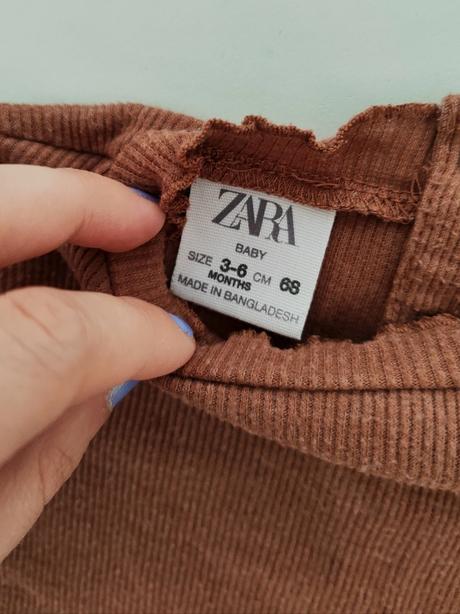 ZARA
BABY
SIZE 3-6 CM 68
MONTHS
MADE IN BANGLADESH